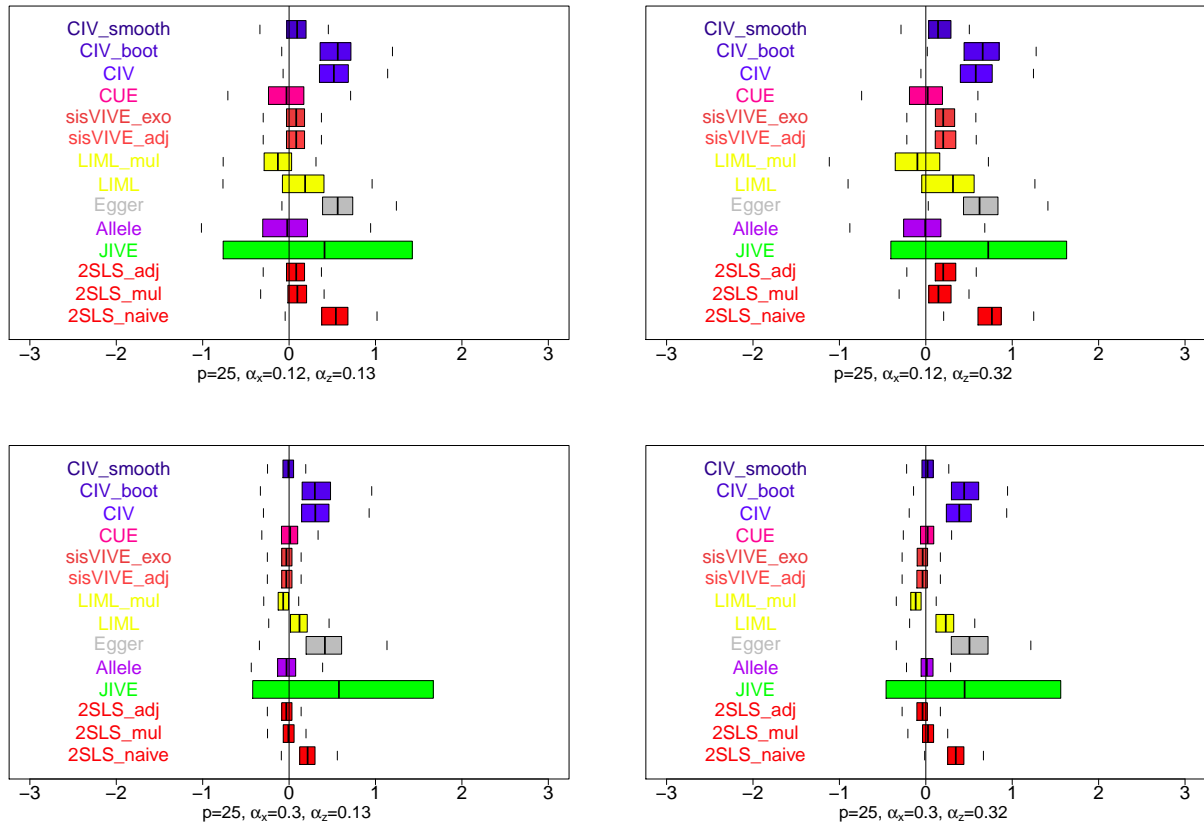 CIV_smooth
CIV_boot
CIV
CUE
sisVIVE_exo
sisVIVE_adj
LIML_mul
LIML
Egger
Allele
JIVE
2SLS_adj
2SLS_mul
2SLS_naive
−3 −2 −1 0 1 2 3
p=25, αx=0.12, αz=0.13
CIV_smooth
CIV_boot
CIV
CUE
sisVIVE_exo
sisVIVE_adj
LIML_mul
LIML
Egger
Allele
JIVE
2SLS_adj
2SLS_mul
2SLS_naive
−3 −2 −1 0 1 2 3
p=25, αx=0.12, αz=0.32
CIV_smooth
CIV_boot
CIV
CUE
sisVIVE_exo
sisVIVE_adj
LIML_mul
LIML
Egger
Allele
JIVE
2SLS_adj
2SLS_mul
2SLS_naive
−3 −2 −1 0 1 2 3
p=25, αx=0.3, αz=0.13
CIV_smooth
CIV_boot
CIV
CUE
sisVIVE_exo
sisVIVE_adj
LIML_mul
LIML
Egger
Allele
JIVE
2SLS_adj
2SLS_mul
2SLS_naive
−3 −2 −1 0 1 2 3
p=25, αx=0.3, αz=0.32